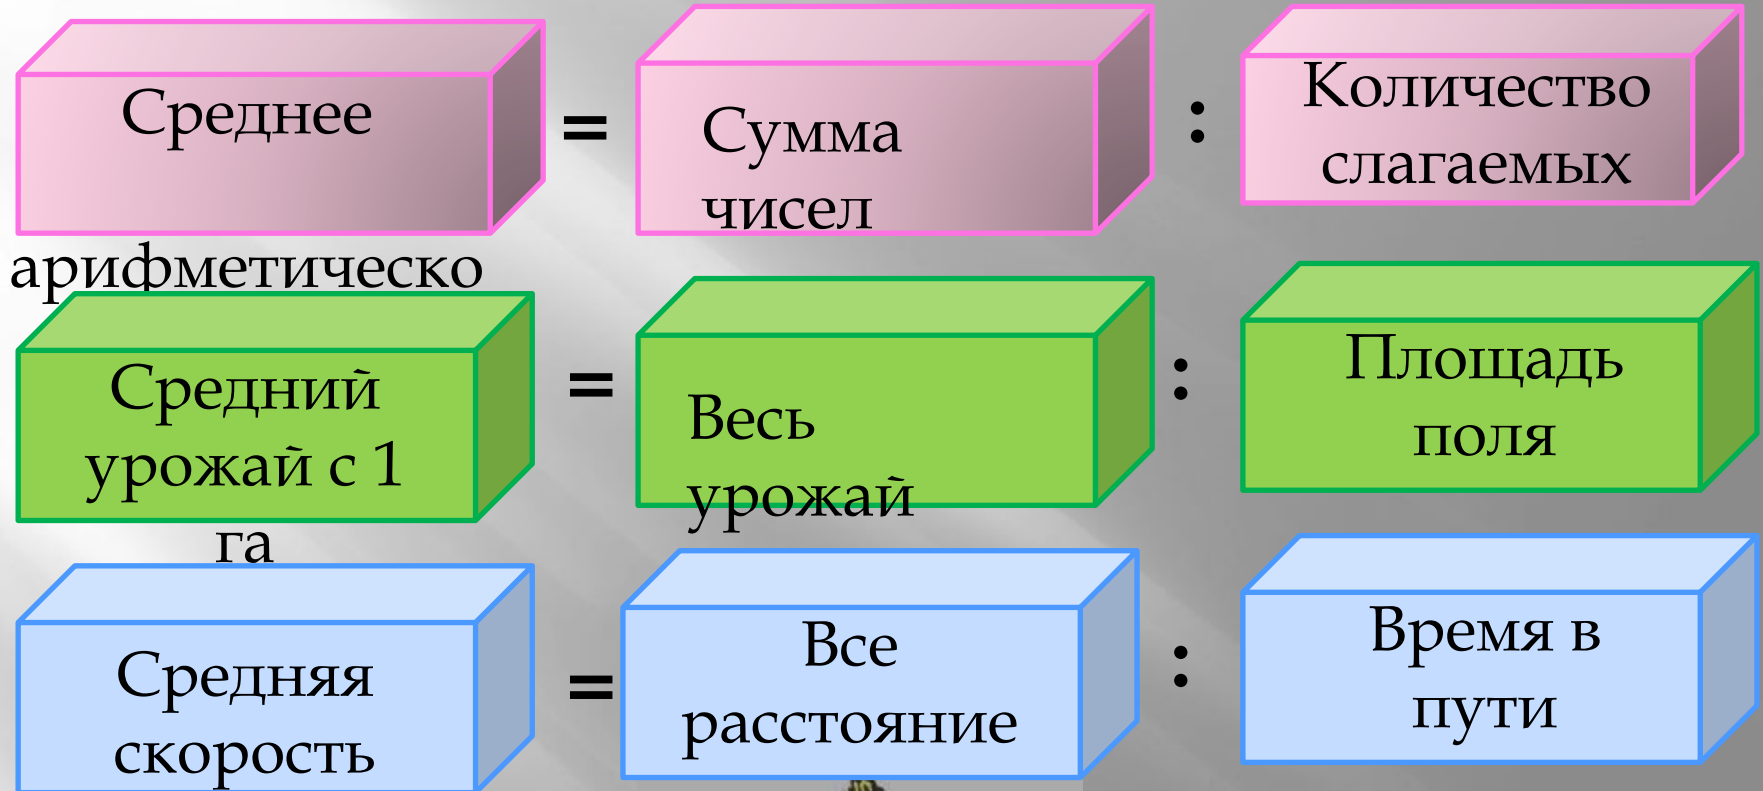 Среднее
арифметическо
=
Сумма
чисел
:
Количество
слагаемых
Средний
урожай с 1
га
=
Весь
урожай
:
Площадь
поля
Средняя
скорость
=
Все
расстояние
:
Время в
пути